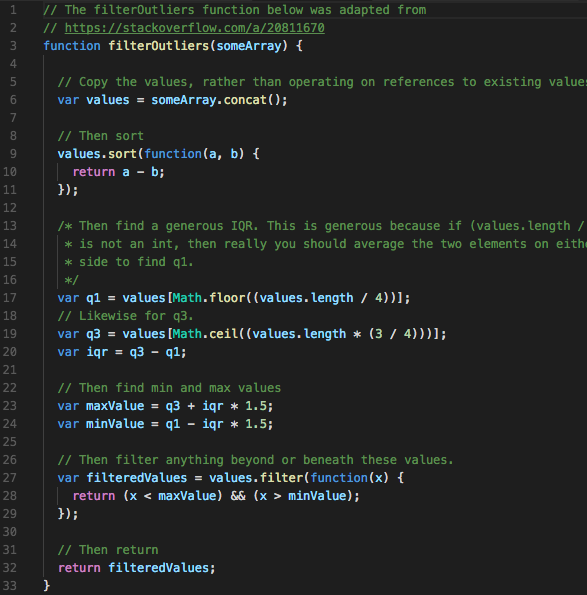 1 // The filterOutliers function below was adapted from
2 // https://stackoverflow.com/a/20811670
3 function filterOutliers(someArray) {
4
5 // Copy the values, rather than operating on references to existing values
6 var values = someArray.concat();
7
8 // Then sort
9 values.sort(function(a, b) {
10 return a - b;
11 });
12
13 /* Then find a generous IQR. This is generous because if (values.length /
14 * is not an int, then really you should average the two elements on eith
15 * side to find q1.
16 */
17 var q1 = values[Math.floor((values.length / 4))];
18 // Likewise for q3.
19 var q3 = values[Math.ceil((values.length * (3 / 4)))];
20 var iqr = q3 - q1;
21
22 // Then find min and max values
23 var maxValue = q3 + iqr * 1.5;
24 var minValue = q1 - iqr * 1.5;
25
26 // Then filter anything beyond or beneath these values.
27 var filteredValues = values.filter(function(x) {
28 return (x < maxValue) && (x > minValue);
29 });
30
31 // Then return
32 return filteredValues;
33 }